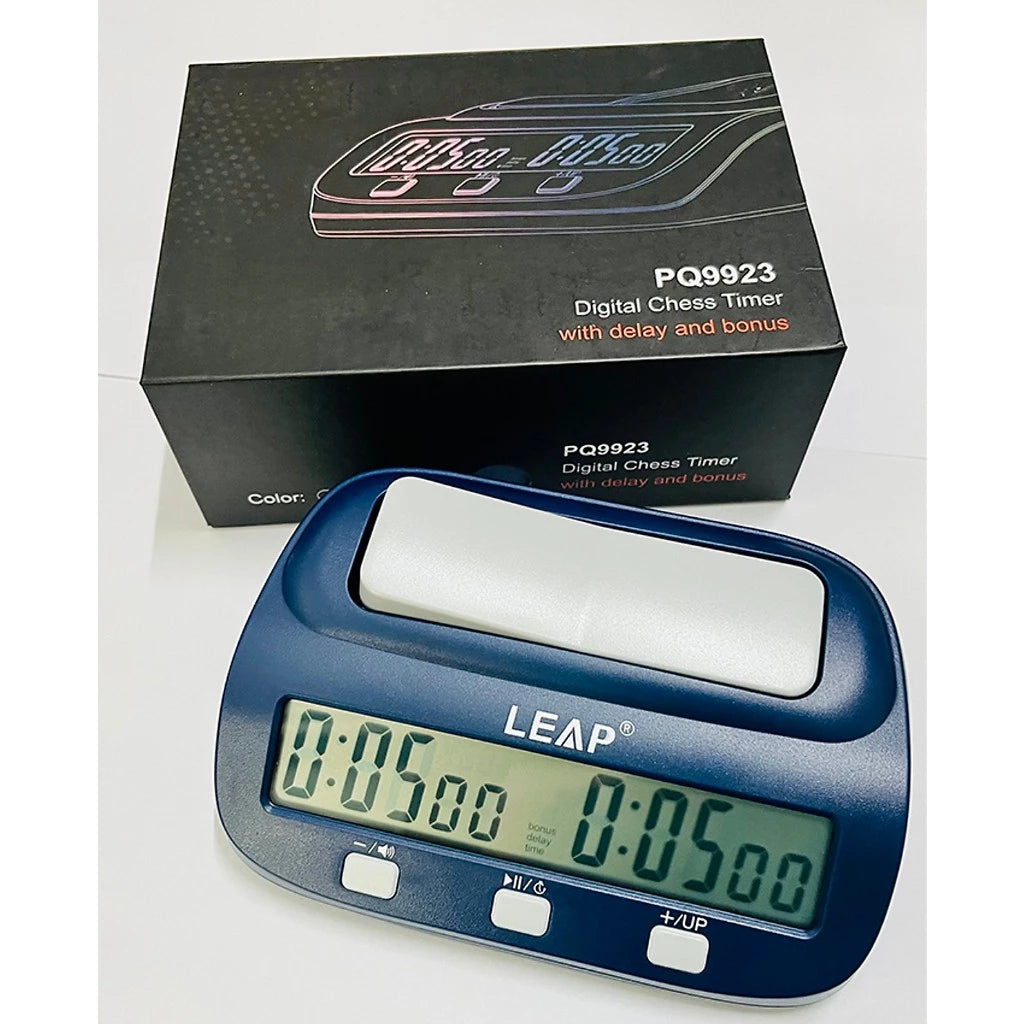 0:0500 0:0500
PQ9923
Digital Chess Timer
with delay and bonus
PQ9923
Digital Chess Timer
with delay and bonus
Color:
LEAP®
0:0500 0:0500
bonus
delay
time
−/
/
+/UP